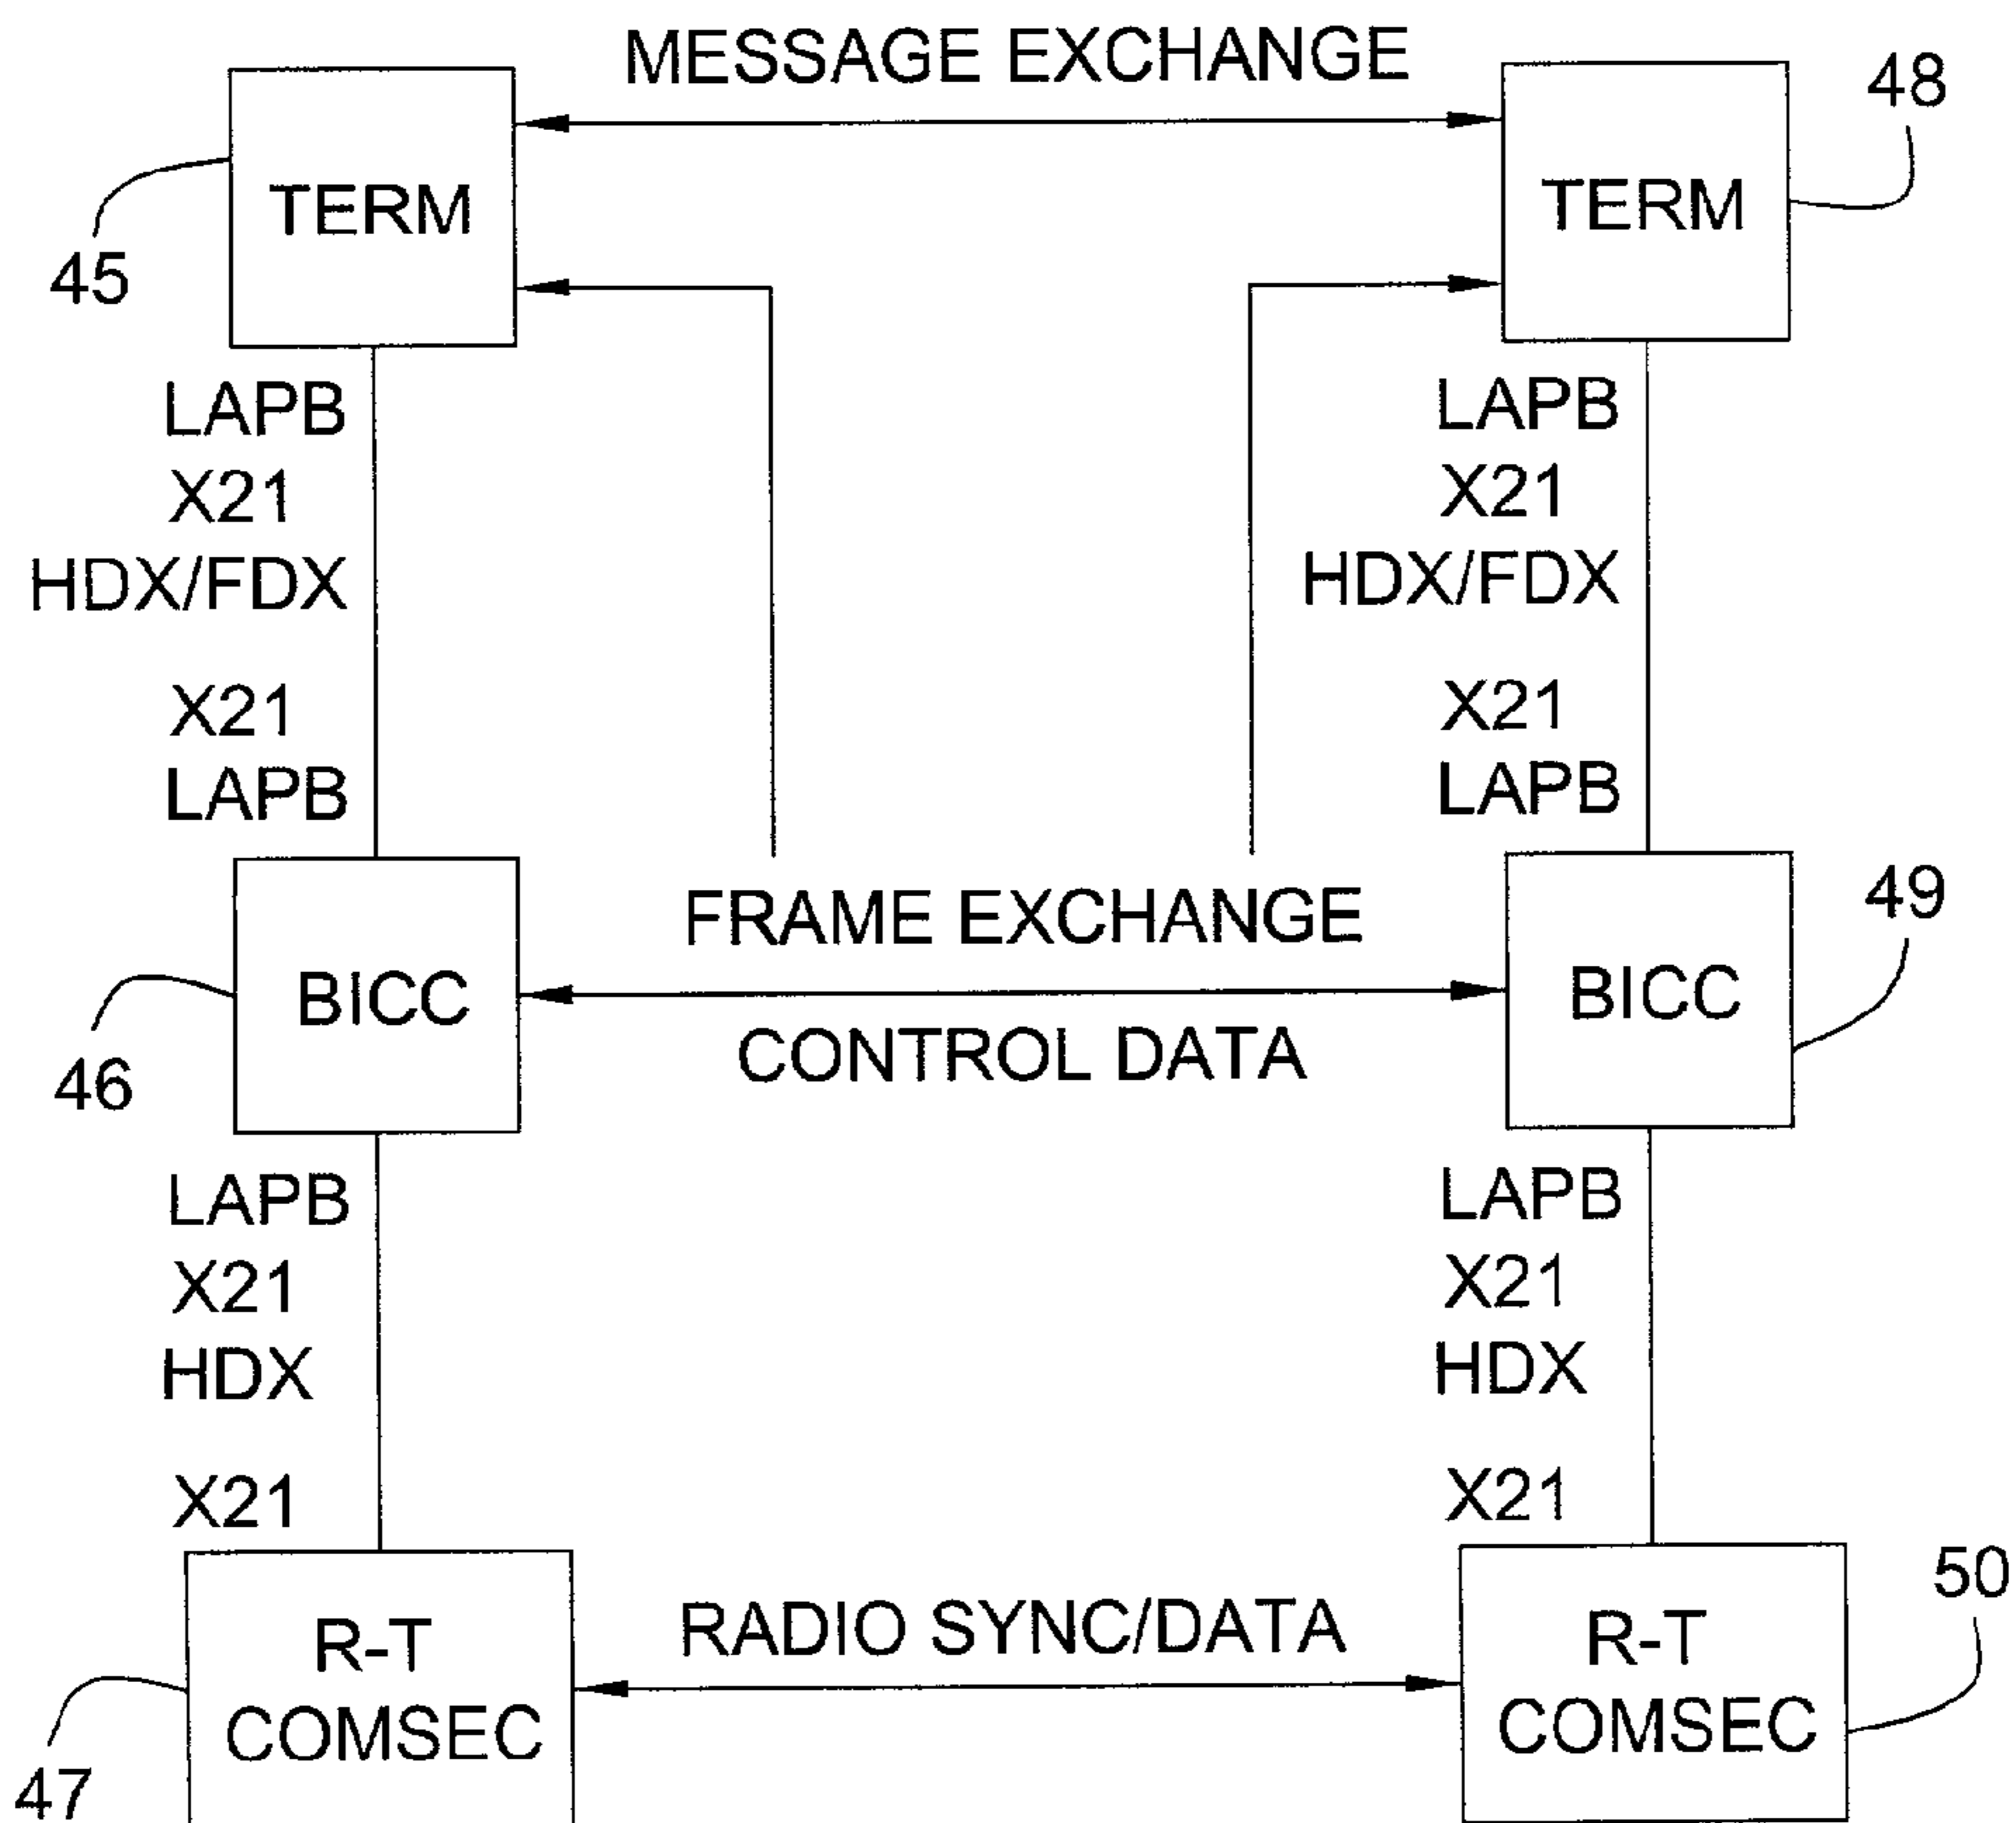 MESSAGE EXCHANGE
48
TERM
TERM
45
LAPB
LAPB
X21
X21
HDX/FDX
HDX/FDX
X21
X21
LAPB
LAPB
FRAME EXCHANGE
49
BICC
BICC
CONTROL DATA
46
LAPB
LAPB
X21
X21
HDX
HDX
X21
X21
50
RADIO SYNC/DATA
R-T
COMSEC
R-T
COMSEC
47